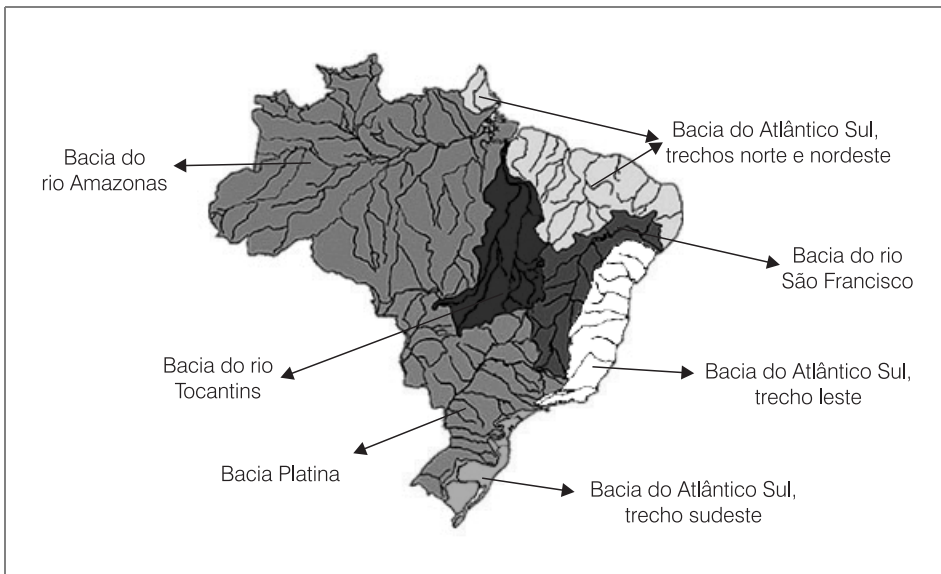 Bacia do Atlântico Sul,
trechos norte e nordeste
Bacia do
rio Amazonas
Bacia do rio
São Francisco
Bacia do rio
Tocantins
Bacia do Atlântico Sul,
trecho leste
Bacia Platina
Bacia do Atlântico Sul,
trecho sudeste